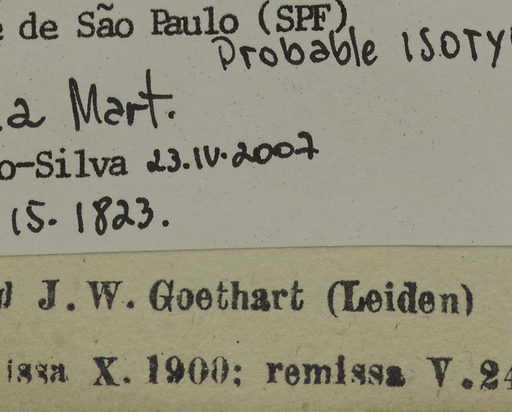 de São Paulo (SPF)
Probable ISOTY
a Mart.
o-Silva 23.IV.2007
15. 1823.
J. W. Goethart (Leiden)
issa X. 1900; remissa V.24